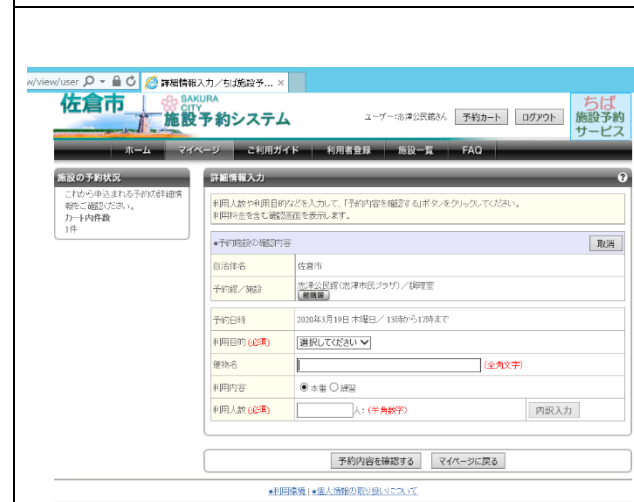 w/view/user
詳細情報入力／ちば施設予... ×
佐倉市
SAKURA
CITY
施設予約システム
ユーザー:志津公民館さん
予約カート
ログアウト
ちば
施設予約
サービス
ホーム マイページ ご利用ガイド 利用者登録 施設一覧 FAQ
施設の予約状況
これから申込まれる予約の詳細情
報をご確認ください。
カート内件数
1件
詳細情報入力
利用人数や利用目的などを入力して、「予約内容を確認する」ボタンをクリックしてください。
利用料金を含む確認画面を表示します。
●予約施設の確認内容
取消
自治体名 佐倉市
予約館／施設 志津公民館(志津市民プラザ)／調理室
館情報
予約日時 2020年3月19日 木曜日／ 13時から17時まで
利用目的 (必須) 選択してください
催物名 (全角文字)
利用内容 本番 練習
利用人数 (必須) 人: (半角数字) 内訳入力
予約内容を確認する マイページに戻る
●利用環境 | ●個人情報の取り扱いについて